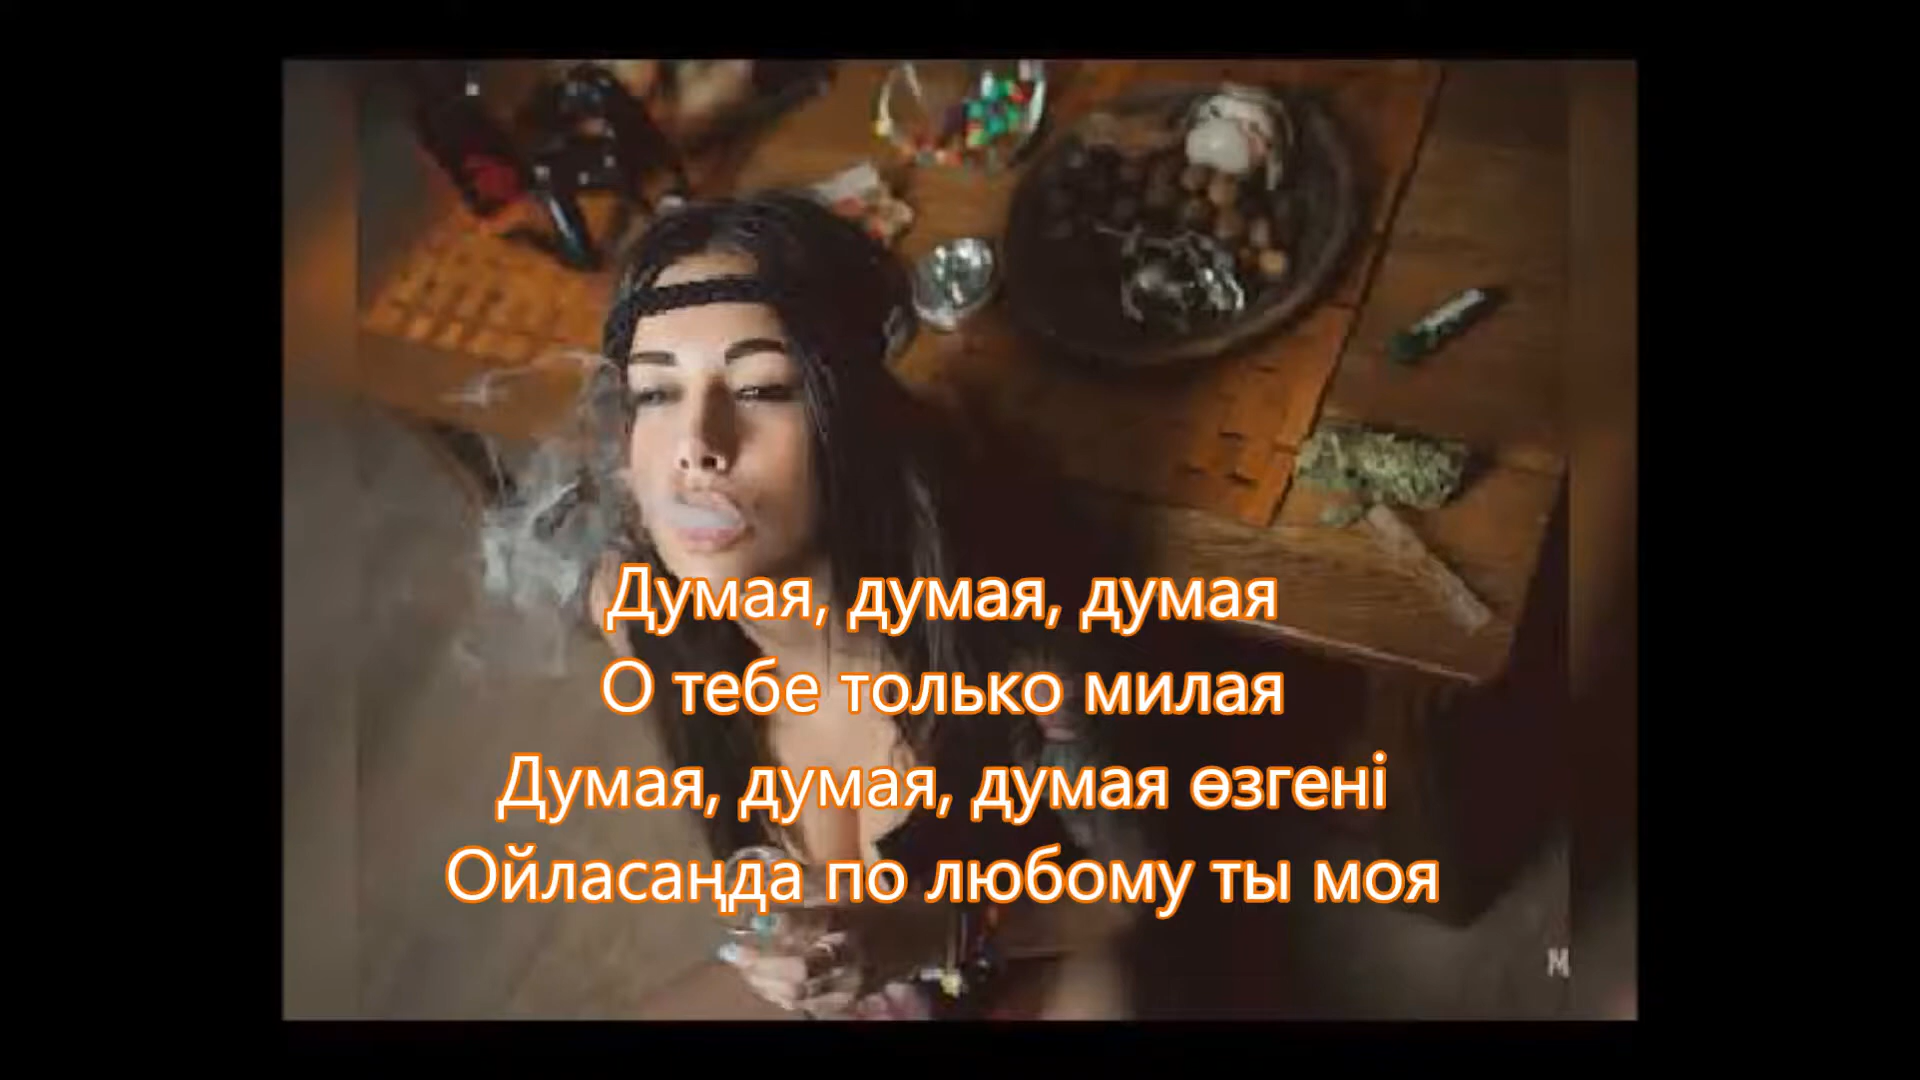 Думая, думая, думая
О тебе только милая
Думая, думая, думая өзгені
Ойласаңда по любому ты моя
M